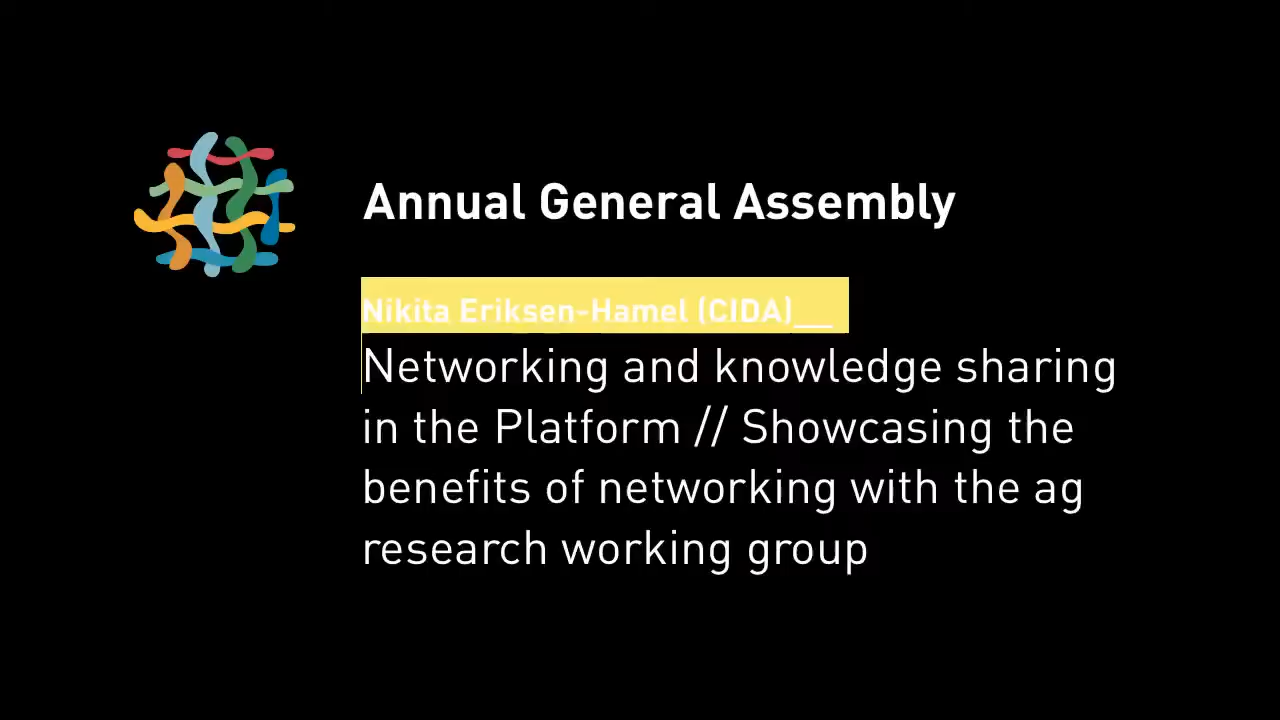 Annual General Assembly
Nikita Eriksen-Hamel (CIDA)__
Networking and knowledge sharing
in the Platform // Showcasing the
benefits of networking with the ag
research working group